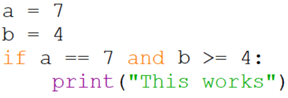 a = 7
b = 4
if a == 7 and b >= 4:
    print("This works")